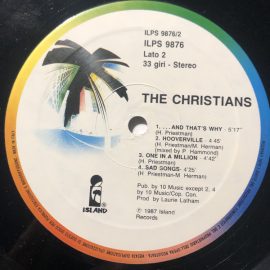 ILPS 9876/2
ILPS 9876
Lato 2
33 giri - Stereo
THE CHRISTIANS
1. ...AND THAT'S WHY - 5'17"
(H. Priestman)
2. HOOVERVILLE - 4'45'
(H. Priestman/M. Herman)
(mixed by P. Hammond)
3. ONE IN A MILLION - 4'42'
(H. Priestman)
4. SAD SONGS - 4'25'
(H. Priestman-M Herman)
Pub. by 10 Music except 2, 4
by 10 Music/Cop. Con.
Prod. by Laurie Latham
ISLAND
℗ 1987 Island
Records